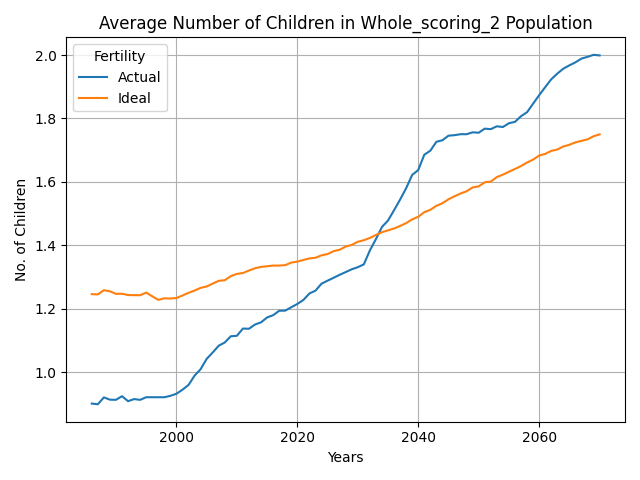 Average Number of Children in Whole_scoring_2 Population
Fertility
Actual
Ideal
No. of Children
2.0
1.8
1.6
1.4
1.2
1.0
2000 2020 2040 2060
Years